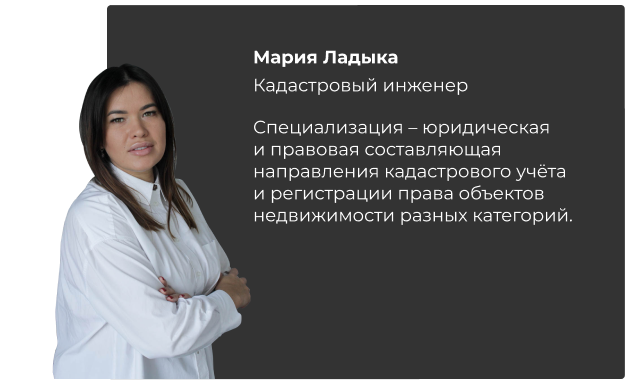 Мария Ладыка
Кадастровый инженер
Специализация – юридическая
и правовая составляющая
направления кадастрового учёта
и регистрации права объектов
недвижимости разных категорий.